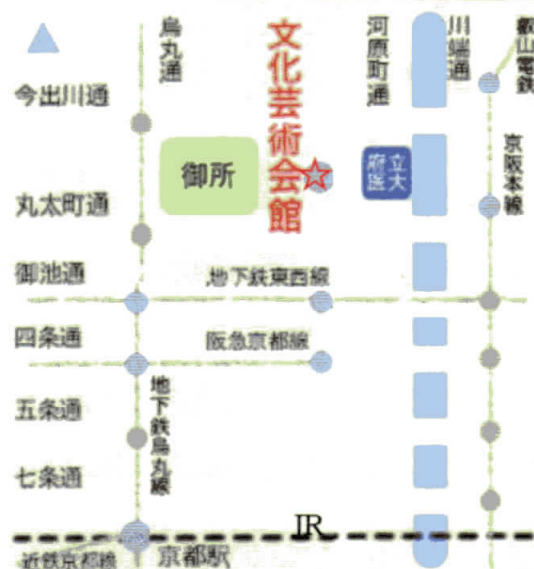 烏丸通
文化芸術会館
河原町通
川端通
叡山電鉄
今出川通
京阪本線
御所
府立
医大
丸太町通
御池通
地下鉄東西線
四条通
阪急京都線
地下鉄烏丸線
五条通
七条通
JR
近鉄京都線
京都駅